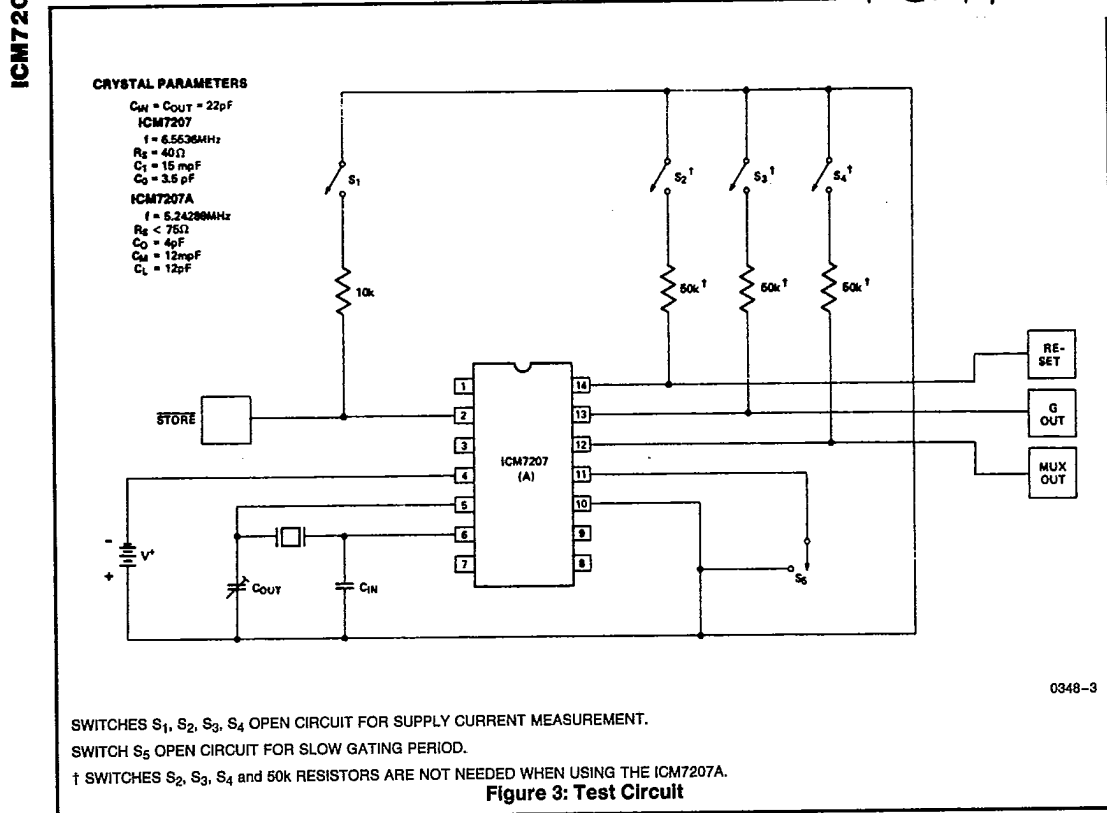 ICM720
CRYSTAL PARAMETERS
CIN = COUT = 22pF
ICM7207
f = 6.5536MHz
RS = 40Ω
C1 = 15 mpF
C0 = 3.5 pF
ICM7207A
f = 5.24288MHz
RS < 75Ω
CO = 4pF
CM = 12mpF
CL = 12pF
S1
S2†
S3†
S4†
10k
50k†
50k†
50k†
STORE
1
2
3
4
5
6
7
ICM7207
(A)
14
13
12
11
10
9
8
RE-
SET
G
OUT
MUX
OUT
-
V+
+
COUT
CIN
S5
0348-3
SWITCHES S1, S2, S3, S4 OPEN CIRCUIT FOR SUPPLY CURRENT MEASUREMENT.
SWITCH S5 OPEN CIRCUIT FOR SLOW GATING PERIOD.
† SWITCHES S2, S3, S4 and 50k RESISTORS ARE NOT NEEDED WHEN USING THE ICM7207A.
Figure 3: Test Circuit